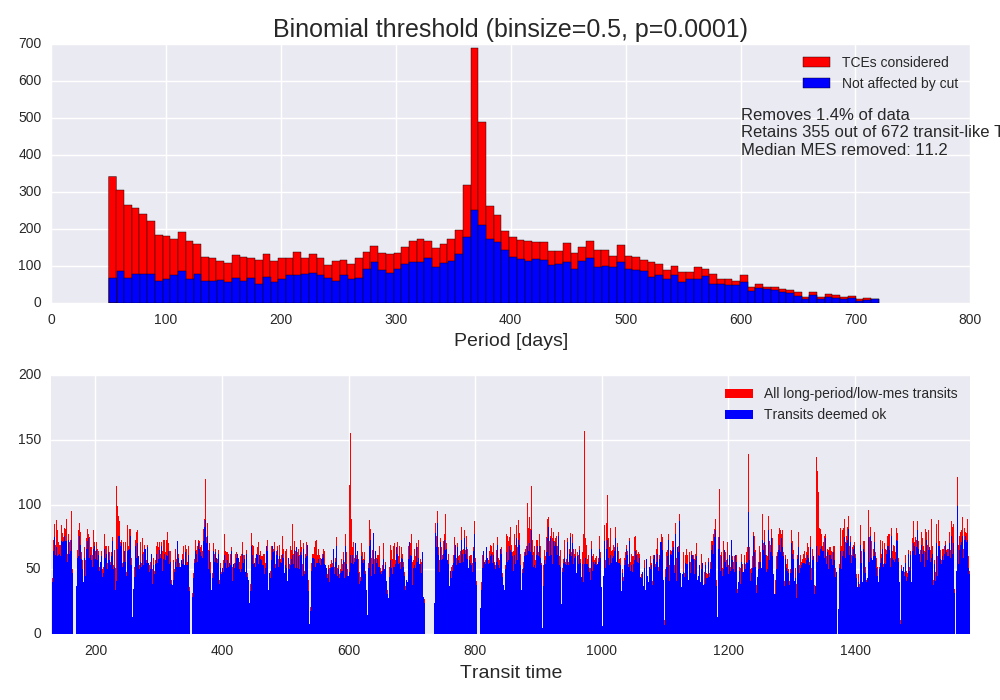 Binomial threshold (binsize=0.5, p=0.0001)
700
600
500
400
300
200
100
0
TCEs considered
Not affected by cut
Removes 1.4% of data
Retains 355 out of 672 transit-like T
Median MES removed: 11.2
0 100 200 300 400 500 600 700 800
Period [days]
200
150
100
50
0
All long-period/low-mes transits
Transits deemed ok
200 400 600 800 1000 1200 1400
Transit time